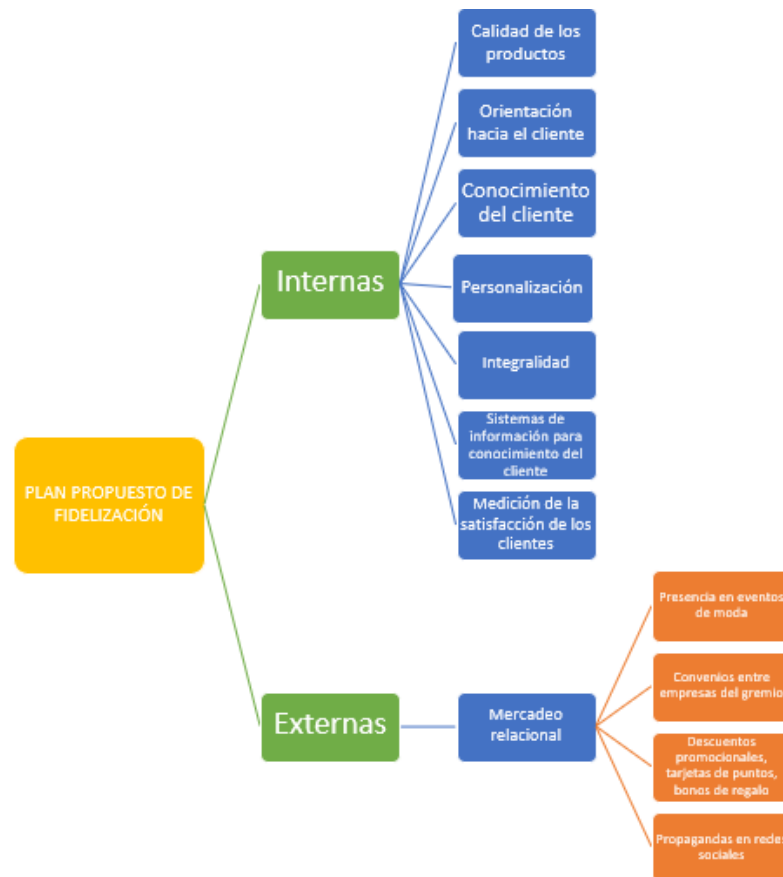 Calidad de los
productos
Orientación
hacia el cliente
Conocimiento
del cliente
Internas
Personalización
Integralidad
Sistemas de
información para
conocimiento del
cliente
PLAN PROPUESTO DE
FIDELIZACIÓN
Medición de la
satisfacción de los
clientes
Presencia en eventos
de moda
Convenios entre
empresas del gremio
Externas
Mercadeo
relacional
Descuentos
promocionales,
tarjetas de puntos,
bonos de regalo
Propagandas en redes
sociales